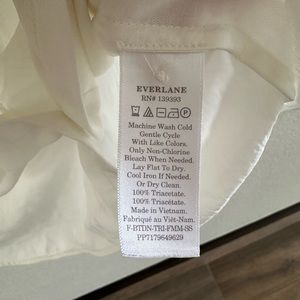 EVERLANE
RN# 139393
Machine Wash Cold
Gentle Cycle
With Like Colors.
Only Non-Chlorine
Bleach When Needed.
Lay Flat To Dry.
Cool Iron If Needed.
Or Dry Clean.
100% Triacetate.
100% Triacétate.
Made in Vietnam.
Fabriqué au Viêt-Nam.
F-BTDN-TRI-FMM-SS
PP7179649629